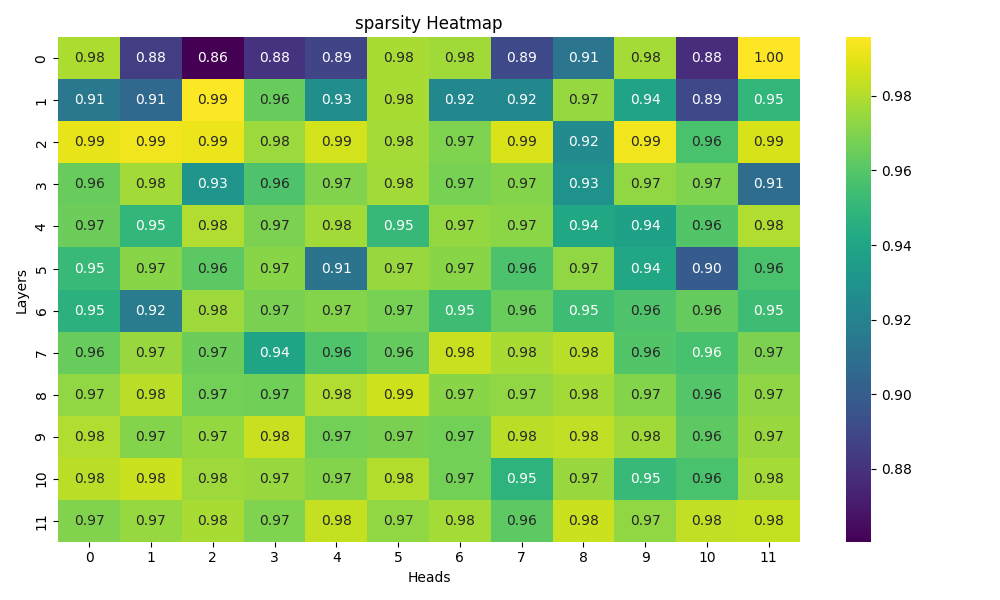 sparsity Heatmap
0 0.98 0.88 0.86 0.88 0.89 0.98 0.98 0.89 0.91 0.98 0.88 1.00
1 0.91 0.91 0.99 0.96 0.93 0.98 0.92 0.92 0.97 0.94 0.89 0.95
2 0.99 0.99 0.99 0.98 0.99 0.98 0.97 0.99 0.92 0.99 0.96 0.99
3 0.96 0.98 0.93 0.96 0.97 0.98 0.97 0.97 0.93 0.97 0.97 0.91
4 0.97 0.95 0.98 0.97 0.98 0.95 0.97 0.97 0.94 0.94 0.96 0.98
5 0.95 0.97 0.96 0.97 0.91 0.97 0.97 0.96 0.97 0.94 0.90 0.96
6 0.95 0.92 0.98 0.97 0.97 0.97 0.95 0.96 0.95 0.96 0.96 0.95
7 0.96 0.97 0.97 0.94 0.96 0.96 0.98 0.98 0.98 0.96 0.96 0.97
8 0.97 0.98 0.97 0.97 0.98 0.99 0.97 0.97 0.98 0.97 0.96 0.97
9 0.98 0.97 0.97 0.98 0.97 0.97 0.97 0.98 0.98 0.98 0.96 0.97
10 0.98 0.98 0.98 0.97 0.97 0.98 0.97 0.95 0.97 0.95 0.96 0.98
11 0.97 0.97 0.98 0.97 0.98 0.97 0.98 0.96 0.98 0.97 0.98 0.98
0 1 2 3 4 5 6 7 8 9 10 11
Heads
Layers
0.98
0.96
0.94
0.92
0.90
0.88